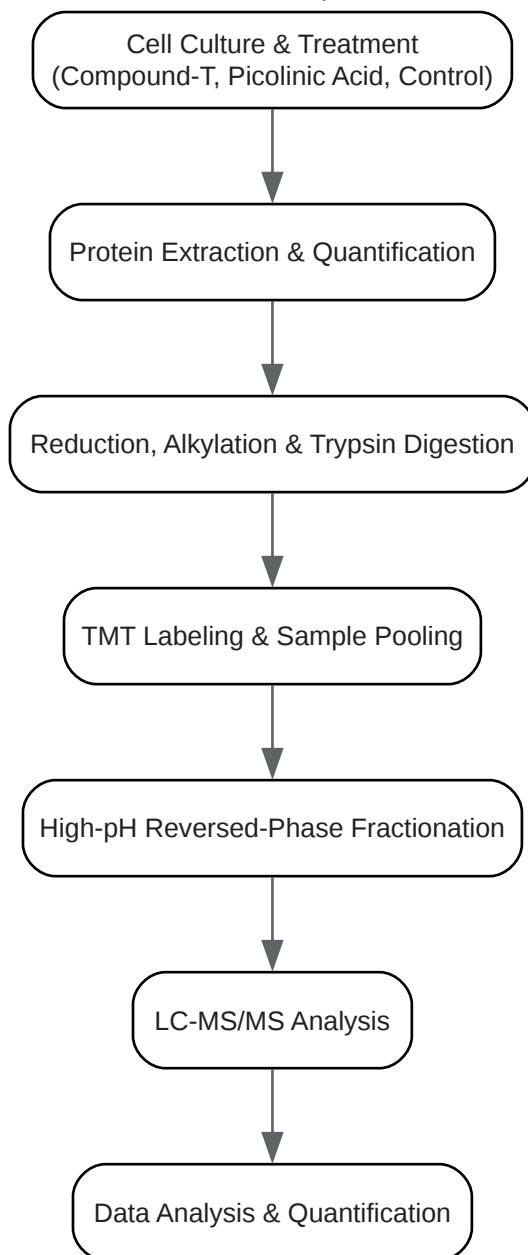 Cell Culture & Treatment
(Compound-T, Picolinic Acid, Control)
Protein Extraction & Quantification
Reduction, Alkylation & Trypsin Digestion
TMT Labeling & Sample Pooling
High-pH Reversed-Phase Fractionation
LC-MS/MS Analysis
Data Analysis & Quantification